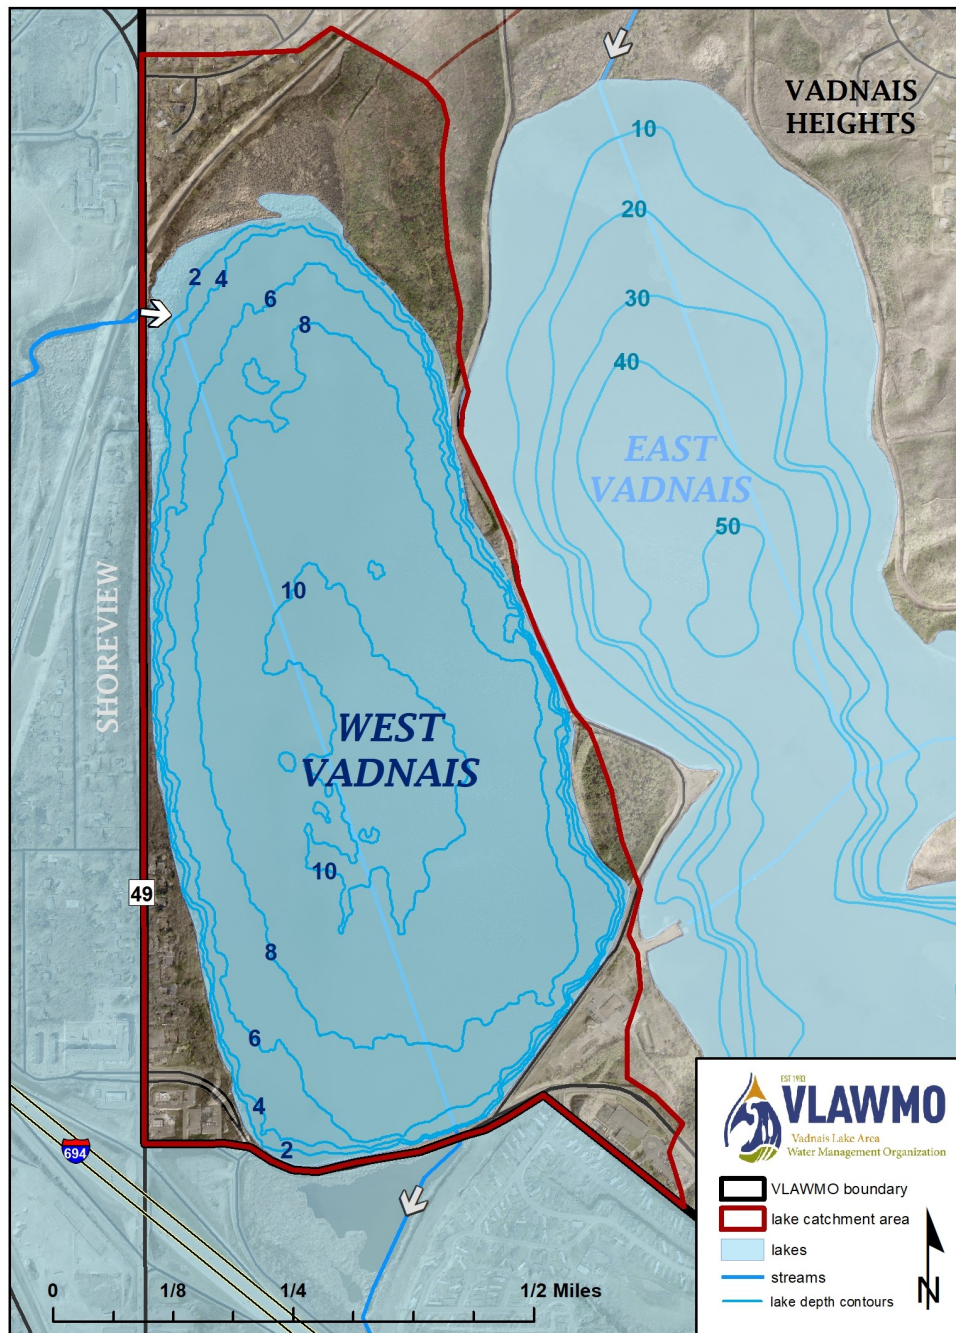 VADNAIS
HEIGHTS
10
20
30
40
50
EAST
VADNAIS
2
4
6
8
10
WEST
VADNAIS
10
8
6
4
2
SHOREVIEW
49
694
0
1/8
1/4
1/2 Miles
EST 1983
VLAWMO
Vadnais Lake Area
Water Management Organization
VLAWMO boundary
lake catchment area
lakes
streams
lake depth contours
N